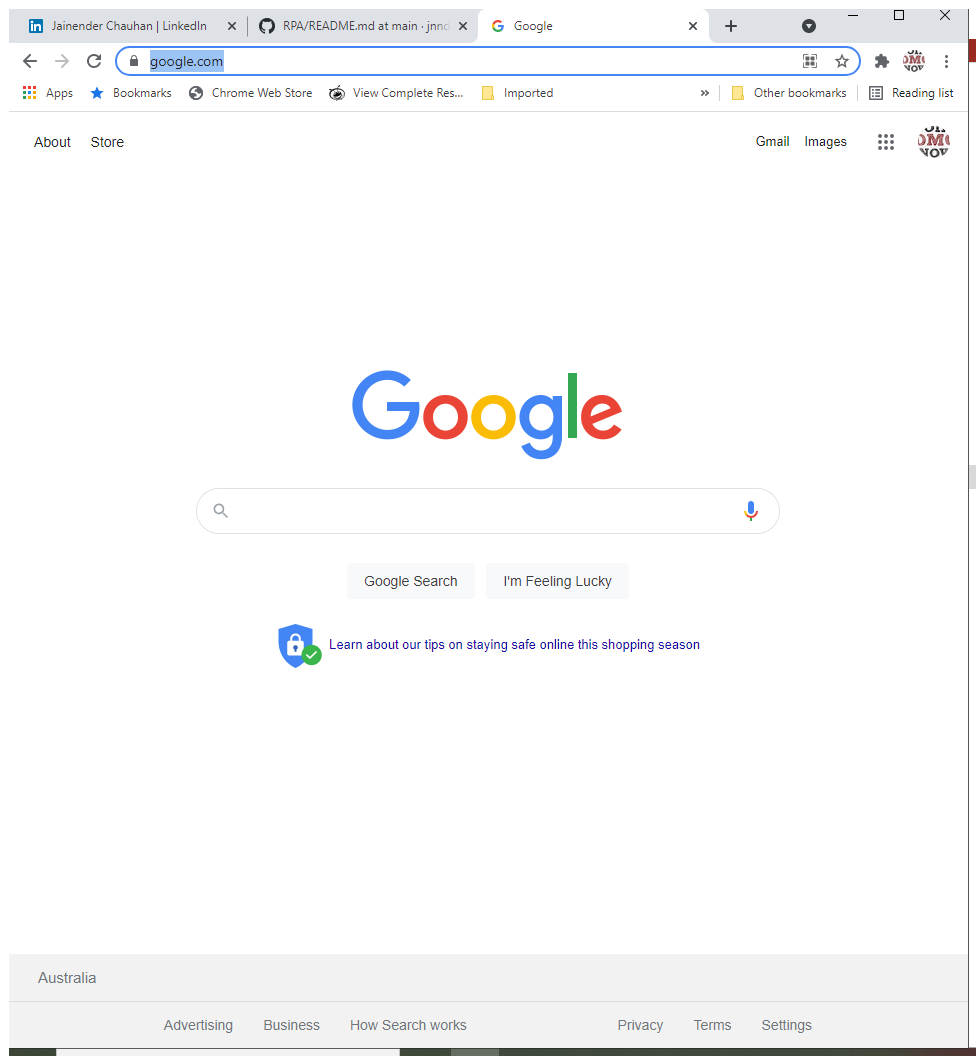 Jainender Chauhan | LinkedIn RPA/README.md at main · jnnd Google
google.com
Apps Bookmarks Chrome Web Store View Complete Res... Imported » Other bookmarks Reading list
About Store Gmail Images
Google
Google Search I'm Feeling Lucky
Learn about our tips on staying safe online this shopping season
Australia
Advertising Business How Search works Privacy Terms Settings